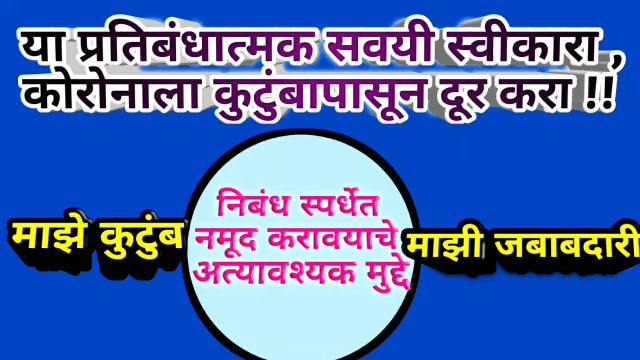 या प्रतिबंधात्मक सवयी स्वीकारा ,
कोरोनाला कुटुंबापासून दूर करा !!
निबंध स्पर्धेत
माझे कुटुंब
नमूद करावयाचे
माझी जबाबदारी
अत्यावश्यक मुद्दे